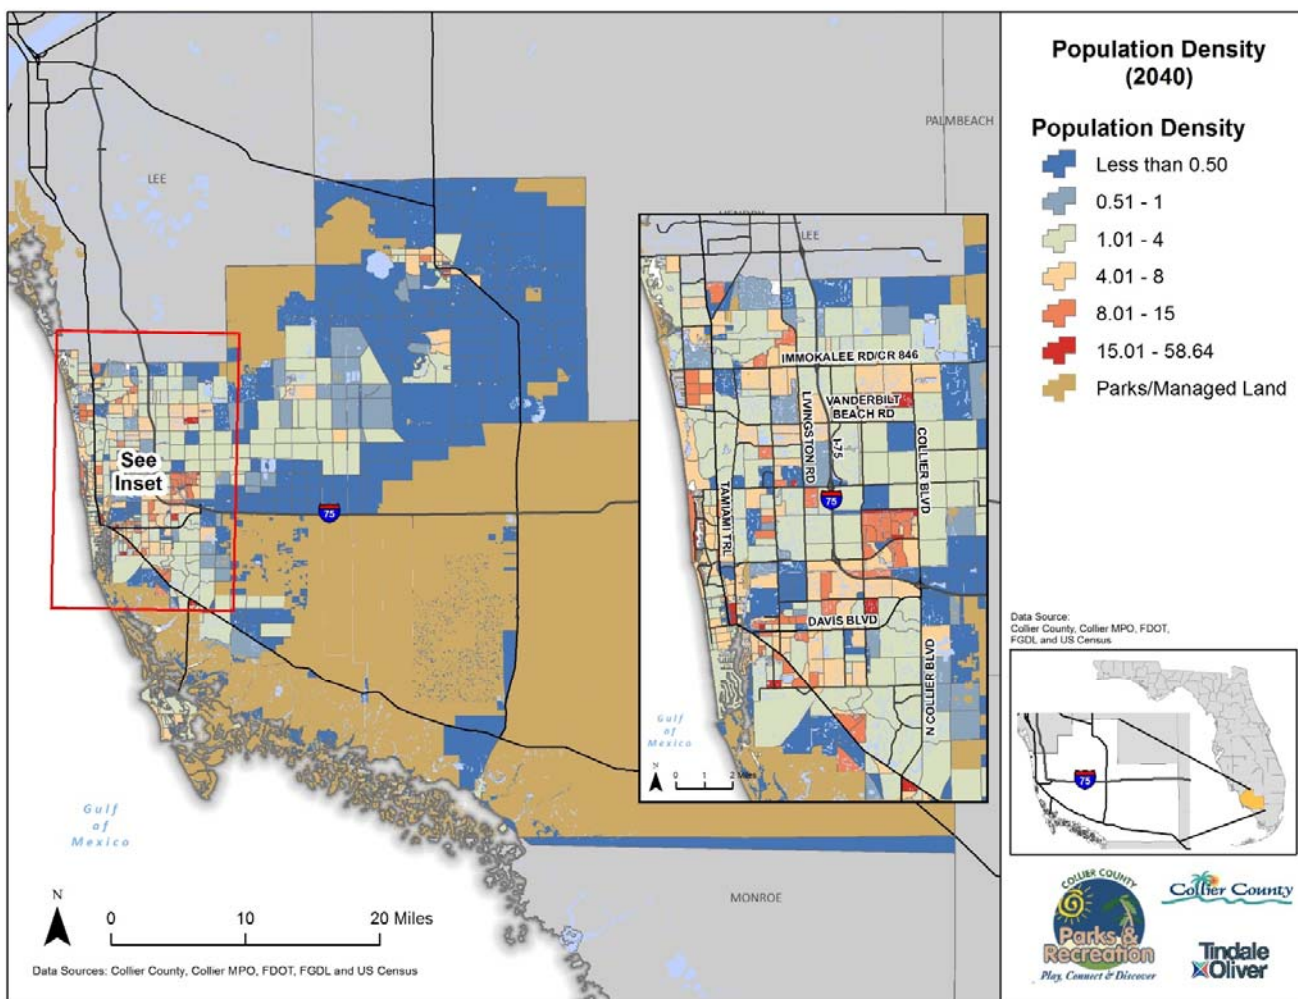 Population Density
(2040)
Population Density
Less than 0.50
0.51 - 1
1.01 - 4
4.01 - 8
8.01 - 15
15.01 - 58.64
Parks/Managed Land
PALMBEACH
LEE
See
Inset
75
Gulf
of
Mexico
MONROE
N
0 10 20 Miles
Data Sources: Collier County, Collier MPO, FDOT, FGDL and US Census
LEE
IMMOKALEE RD/CR 846
VANDERBILT
BEACH RD
LIVINGSTON RD
I-75
COLLIER BLVD
TAMIAMI TRL
75
DAVIS BLVD
N COLLIER BLVD
Gulf
of
Mexico
N
0 1 2 Miles
Data Source:
Collier County, Collier MPO, FDOT,
FGDL and US Census
75
COLLIER COUNTY
Parks &
Recreation
Play, Connect & Discover
Collier County
Tindale
Oliver